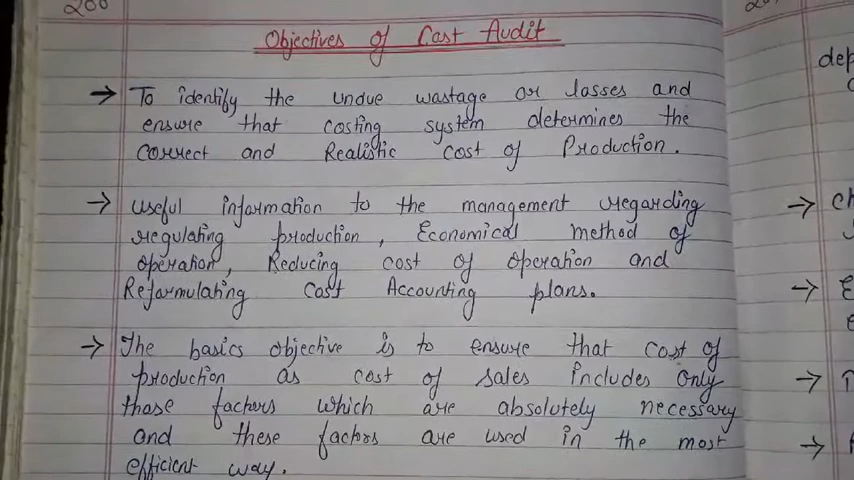 200
Objectives of Cost Audit
→ To identify the undue wastage or losses and
ensure that costing system determines the
correct and Realistic cost of Production.
→ Useful information to the management regarding
regulating production, Economical method of
operation, Reducing cost of operation and
Reformulating Cost Accounting plans.
→ The basics objective is to ensure that cost of
production as cost of sales includes only
those factors which are absolutely necessary
and these factors are used in the most
efficient way.
dep
→ Ch
→ E
→
→